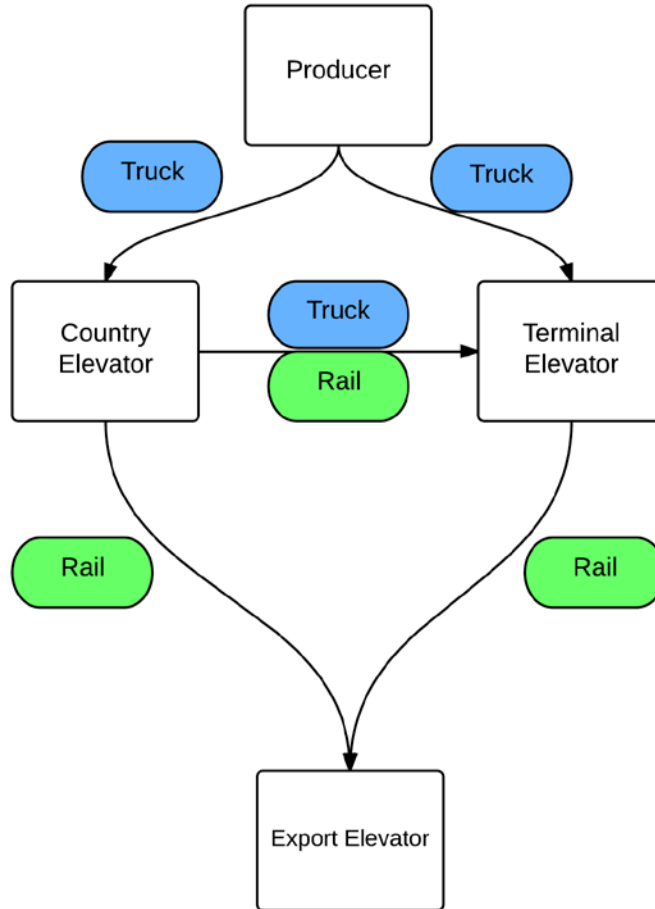 Producer
Truck
Truck
Country
Elevator
Truck
Rail
Terminal
Elevator
Rail
Rail
Export Elevator